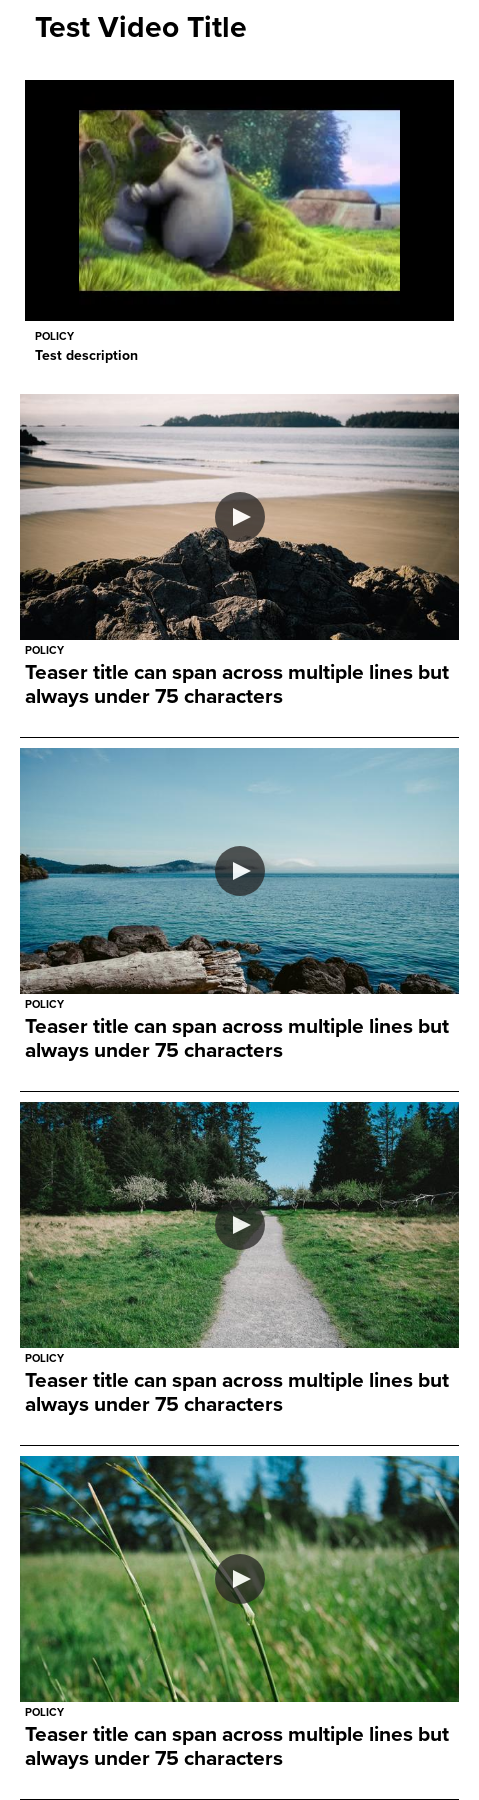 Test Video Title
POLICY
Test description
POLICY
Teaser title can span across multiple lines but
always under 75 characters
POLICY
Teaser title can span across multiple lines but
always under 75 characters
POLICY
Teaser title can span across multiple lines but
always under 75 characters
POLICY
Teaser title can span across multiple lines but
always under 75 characters